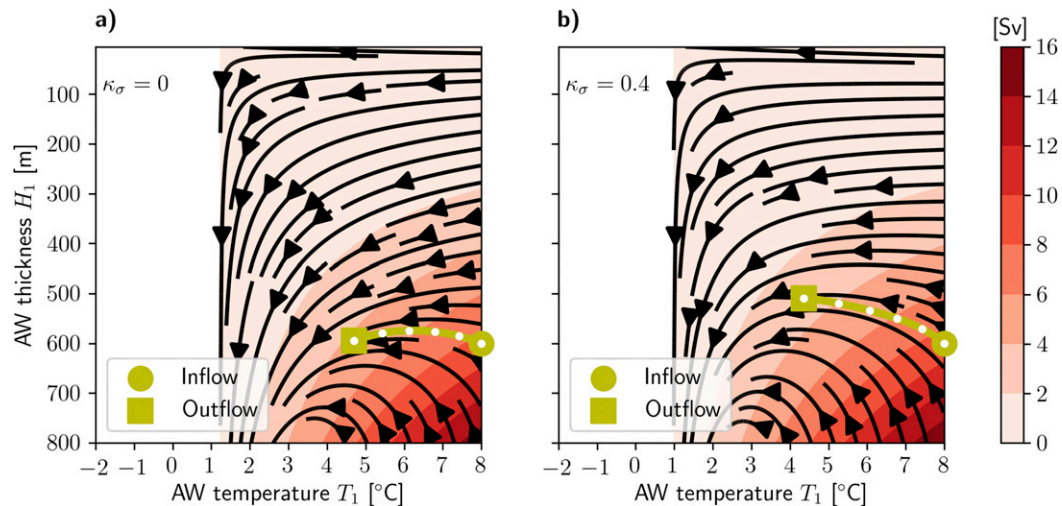 a)
b)
[Sv]
κσ = 0
κσ = 0.4
AW thickness H1 [m]
100
200
300
400
500
600
700
800
Inflow
Outflow
Inflow
Outflow
−2 −1 0 1 2 3 4 5 6 7 8
−2 −1 0 1 2 3 4 5 6 7 8
AW temperature T1 [°C]
AW temperature T1 [°C]
16
14
12
10
8
6
4
2
0